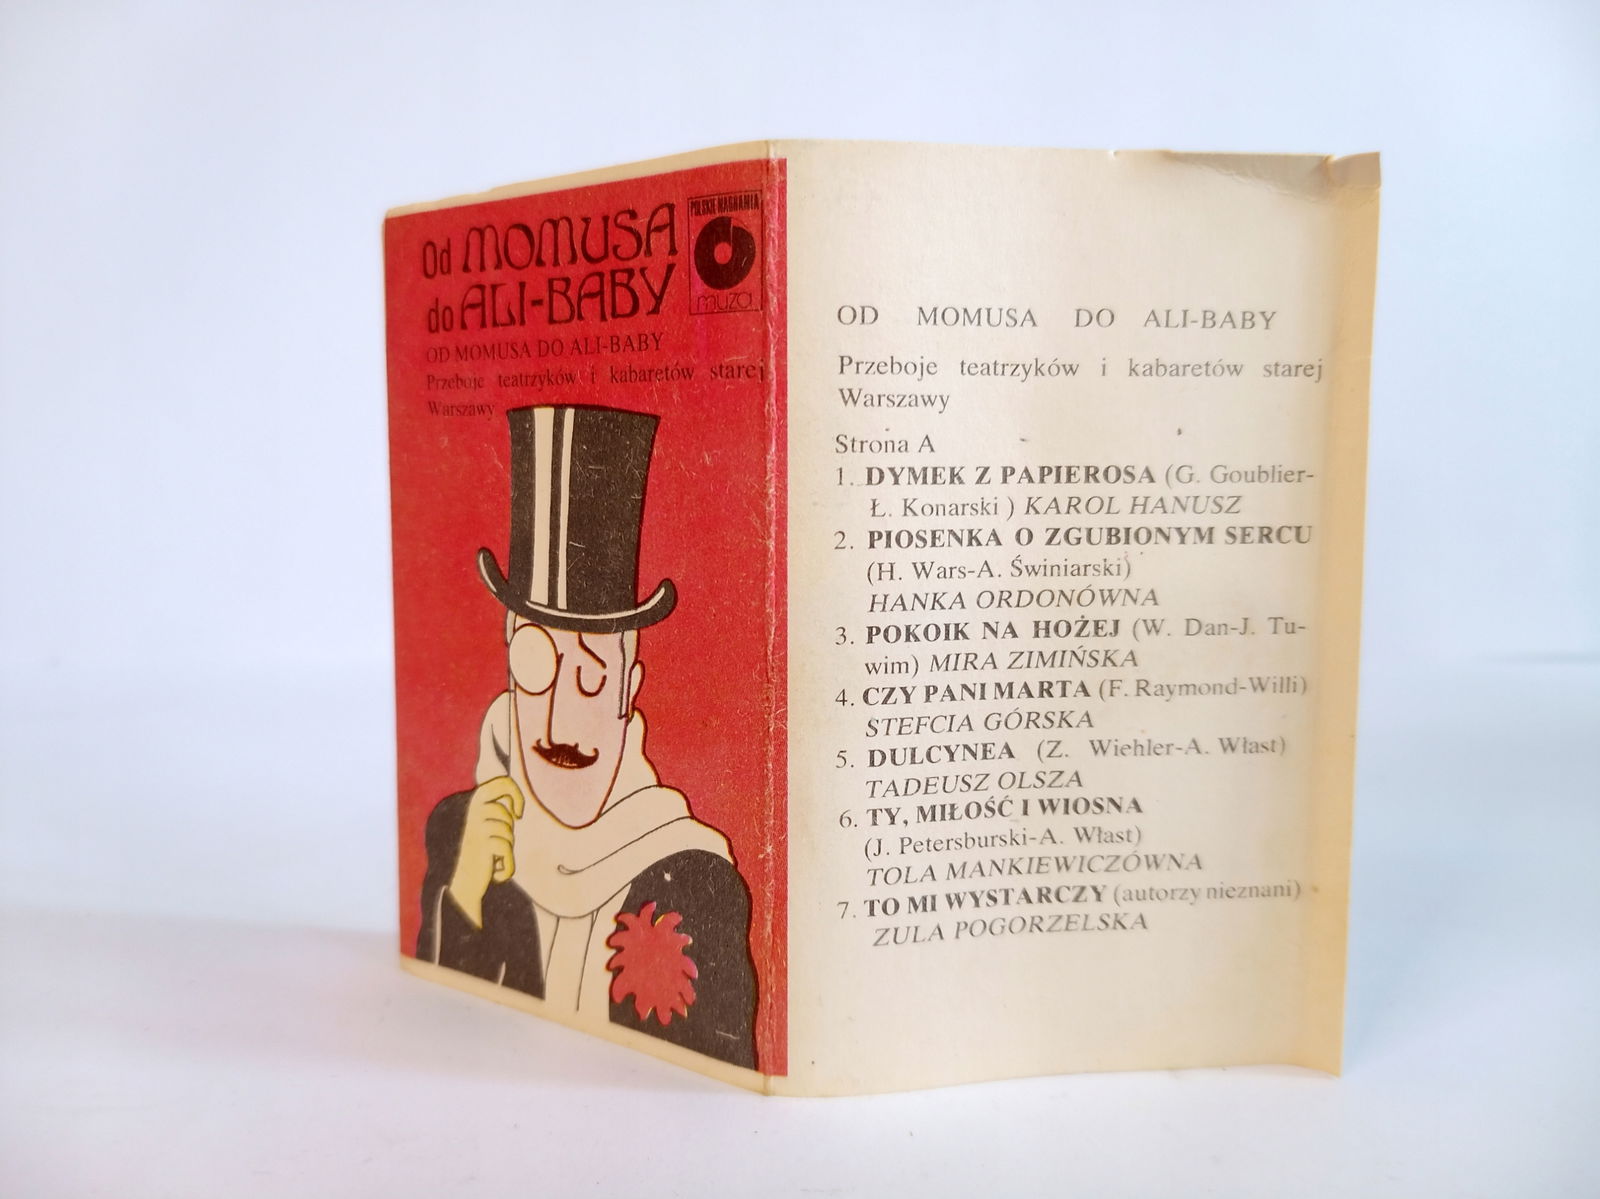 Od MOMUSA
do ALI-BABY
POLSKIE NAGRANIA
muza
OD MOMUSA DO ALI-BABY
Przeboje teatrzyków i kabaretów starej
Warszawy
OD MOMUSA DO ALI-BABY
Przeboje teatrzyków i kabaretów starej
Warszawy
Strona A
1. DYMEK Z PAPIEROSA (G. Goublier-
Ł. Konarski ) KAROL HANUSZ
2. PIOSENKA O ZGUBIONYM SERCU
(H. Wars-A. Świniarski)
HANKA ORDONÓWNA
3. POKOIK NA HOŻEJ (W. Dan-J. Tu-
wim) MIRA ZIMIŃSKA
4. CZY PANI MARTA (F. Raymond-Willi)
STEFCIA GÓRSKA
5. DULCYNEA (Z. Wiehler-A. Włast)
TADEUSZ OLSZA
6. TY, MIŁOŚĆ I WIOSNA
(J. Petersburski-A. Włast)
TOLA MANKIEWICZÓWNA
7. TO MI WYSTARCZY (autorzy nieznani)
ZULA POGORZELSKA